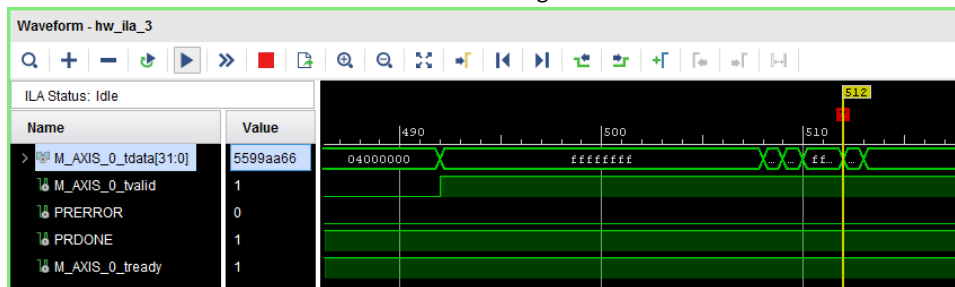 Waveform - hw_ila_3
ILA Status: Idle
512
Name Value
490 500 510
M_AXIS_0_tdata[31:0] 5599aa66 04000000 ffffffff ... ... ff... ...
M_AXIS_0_tvalid 1
PRERROR 0
PRDONE 1
M_AXIS_0_tready 1